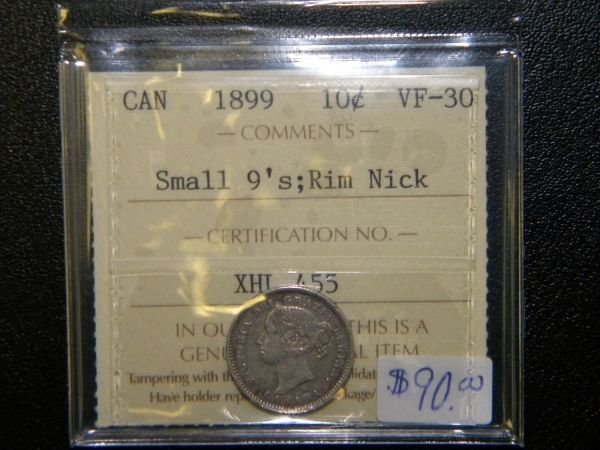 CAN 1899 10¢ VF-30
— COMMENTS —
Small 9's;Rim Nick
— CERTIFICATION NO. —
XHL 455
IN OU THIS IS A
GENU AL ITEM
Tampering with th
Have holder rep kage/
$90.00